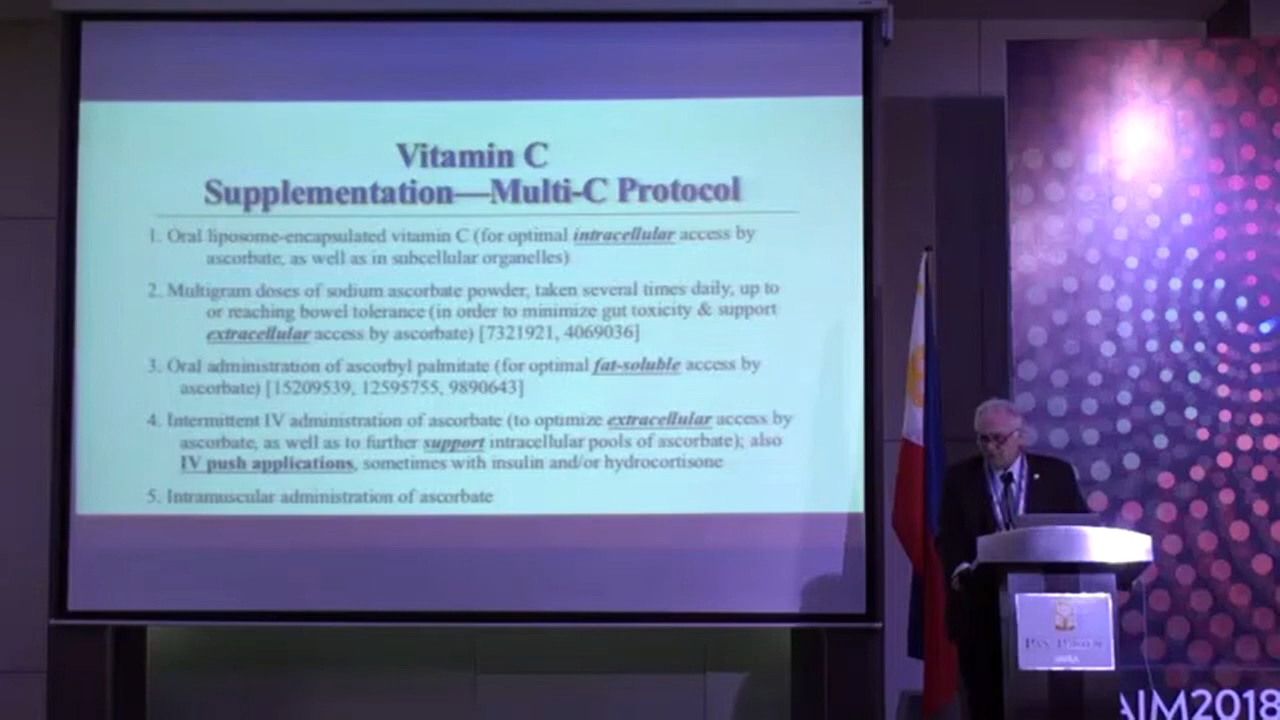 Vitamin C
Supplementation—Multi-C Protocol
1. Oral liposome-encapsulated vitamin C (for optimal intracellular access by
ascorbate, as well as in subcellular organelles)
2. Multigram doses of sodium ascorbate powder, taken several times daily, up to
or reaching bowel tolerance (in order to minimize gut toxicity & support
extracellular access by ascorbate) [7321921, 4069036]
3. Oral administration of ascorbyl palmitate (for optimal fat-soluble access by
ascorbate) [15209539, 12595755, 9890643]
4. Intermittent IV administration of ascorbate (to optimize extracellular access by
ascorbate, as well as to further support intracellular pools of ascorbate); also
IV push applications, sometimes with insulin and/or hydrocortisone
5. Intramuscular administration of ascorbate
AIM2018